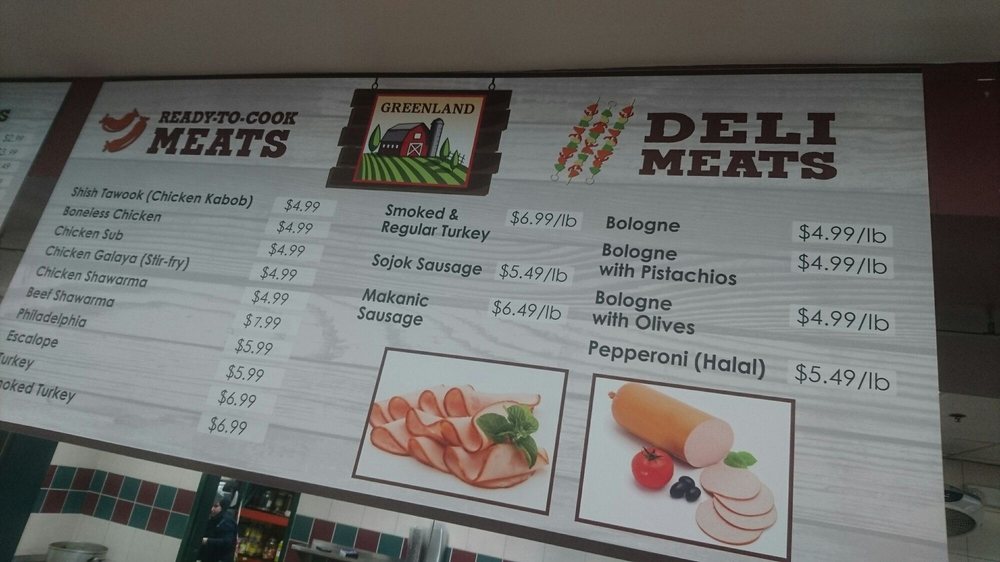 READY-TO-COOK
MEATS
Shish Tawook (Chicken Kabob) $4.99
Boneless Chicken $4.99
Chicken Sub $4.99
Chicken Galaya (Stir-fry) $4.99
Chicken Shawarma $4.99
Beef Shawarma $7.99
Philadelphia $5.99
Escalope $5.99
Turkey $6.99
moked Turkey $6.99
GREENLAND
Smoked &
Regular Turkey $6.99/lb
Sojok Sausage $5.49/lb
Makanic
Sausage $6.49/lb
DELI
MEATS
Bologne $4.99/lb
Bologne
with Pistachios $4.99/lb
Bologne
with Olives $4.99/lb
Pepperoni (Halal) $5.49/lb